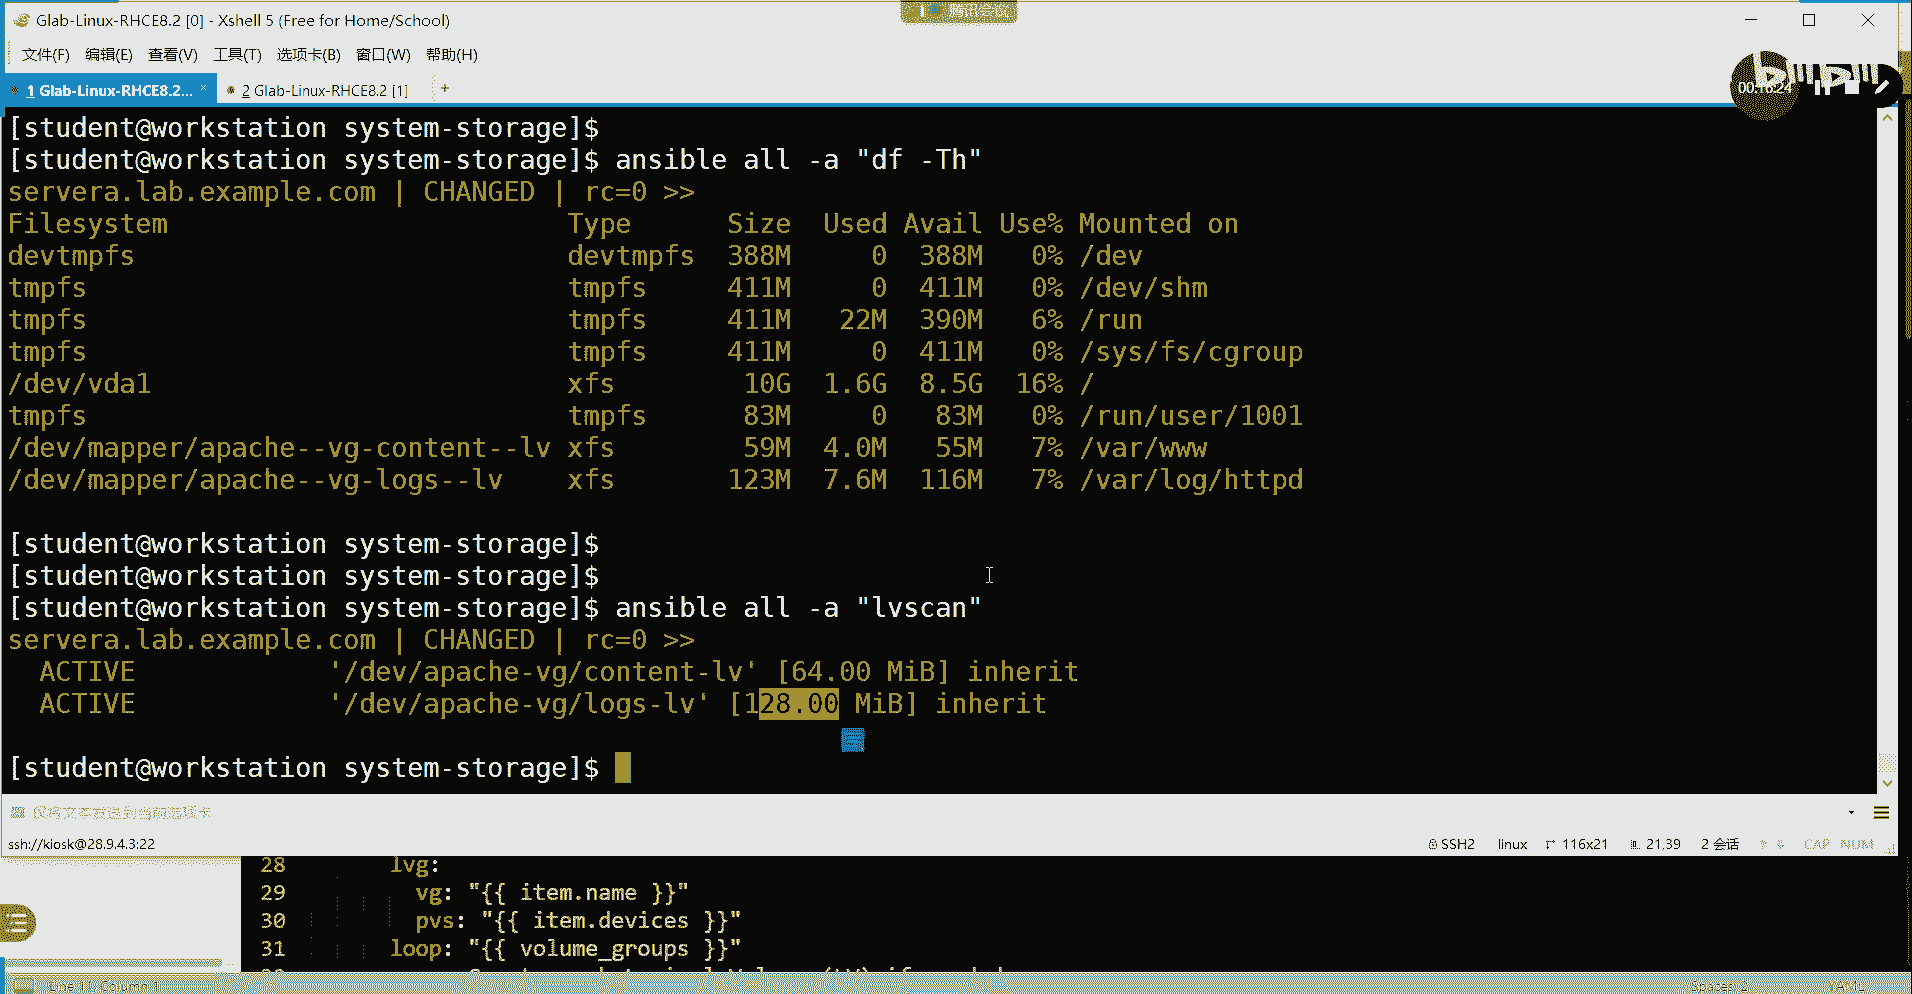 Glab-Linux-RHCE8.2 [0] - Xshell 5 (Free for Home/School)
腾讯会议
文件(F) 编辑(E) 查看(V) 工具(T) 选项卡(B) 窗口(W) 帮助(H)
1 Glab-Linux-RHCE8.2... × 2 Glab-Linux-RHCE8.2 [1] +
00:16:24
[student@workstation system-storage]$
[student@workstation system-storage]$ ansible all -a "df -Th"
servera.lab.example.com | CHANGED | rc=0 >>
Filesystem Type Size Used Avail Use% Mounted on
devtmpfs devtmpfs 388M 0 388M 0% /dev
tmpfs tmpfs 411M 0 411M 0% /dev/shm
tmpfs tmpfs 411M 22M 390M 6% /run
tmpfs tmpfs 411M 0 411M 0% /sys/fs/cgroup
/dev/vda1 xfs 10G 1.6G 8.5G 16% /
tmpfs tmpfs 83M 0 83M 0% /run/user/1001
/dev/mapper/apache--vg-content--lv xfs 59M 4.0M 55M 7% /var/www
/dev/mapper/apache--vg-logs--lv xfs 123M 7.6M 116M 7% /var/log/httpd
[student@workstation system-storage]$
[student@workstation system-storage]$
[student@workstation system-storage]$ ansible all -a "lvscan"
servera.lab.example.com | CHANGED | rc=0 >>
ACTIVE '/dev/apache-vg/content-lv' [64.00 MiB] inherit
ACTIVE '/dev/apache-vg/logs-lv' [128.00 MiB] inherit
[student@workstation system-storage]$
仅将文本发送到当前选项卡
ssh://kiosk@28.9.4.3:22 SSH2 linux 116x21 21,39 2 会话 CAP NUM
28 lvg:
29 vg: "{{ item.name }}"
30 pvs: "{{ item.devices }}"
31 loop: "{{ volume_groups }}"
Spaces: 2 YAML